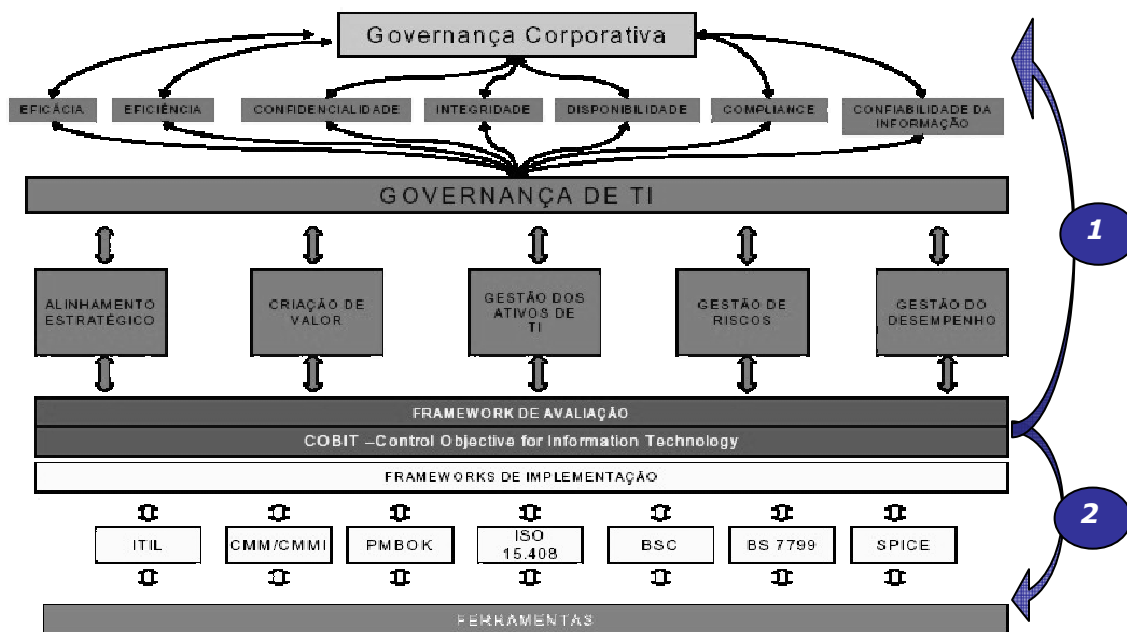 Governança Corporativa
EFICÁCIA
EFICIÊNCIA
CONFIDENCIALIDADE
INTEGRIDADE
DISPONIBILIDADE
COMPLIANCE
CONFIABILIDADE DA
INFORMAÇÃO
GOVERNANÇA DE TI
1
ALINHAMENTO
ESTRATÉGICO
CRIAÇÃO DE
VALOR
GESTÃO DOS
ATIVOS DE
TI
GESTÃO DE
RISCOS
GESTÃO DO
DESEMPENHO
FRAMEWORK DE AVALIAÇÃO
COBIT –Control Objective for Information Technology
FRAMEWORKS DE IMPLEMENTAÇÃO
2
ITIL
CMM/CMMI
PMBOK
ISO
15.408
BSC
BS 7799
SPICE
FERRAMENTAS